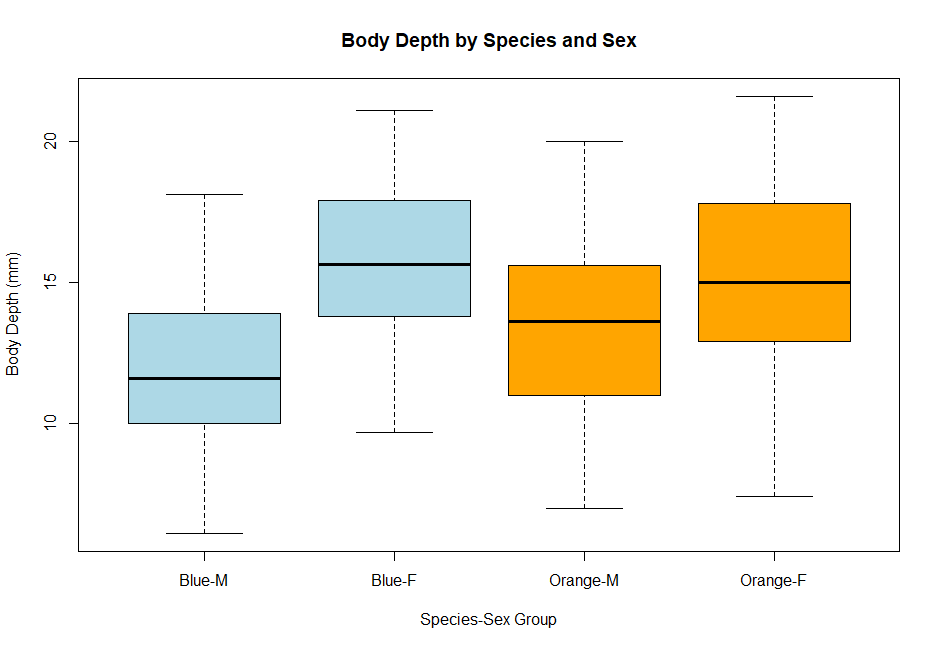 Body Depth by Species and Sex
Body Depth (mm)
20
15
10
Blue-M Blue-F Orange-M Orange-F
Species-Sex Group